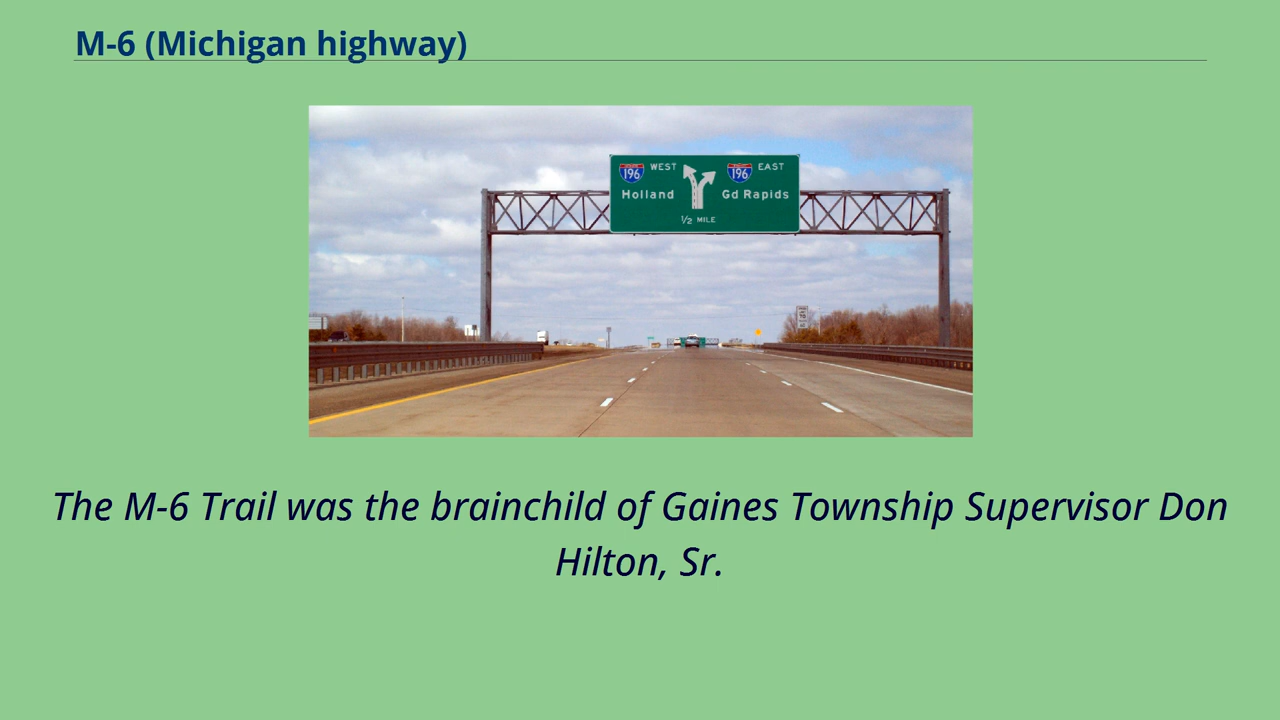 M-6 (Michigan highway)
196 WEST 196 EAST
Holland Gd Rapids
½ MILE
The M-6 Trail was the brainchild of Gaines Township Supervisor Don
Hilton, Sr.